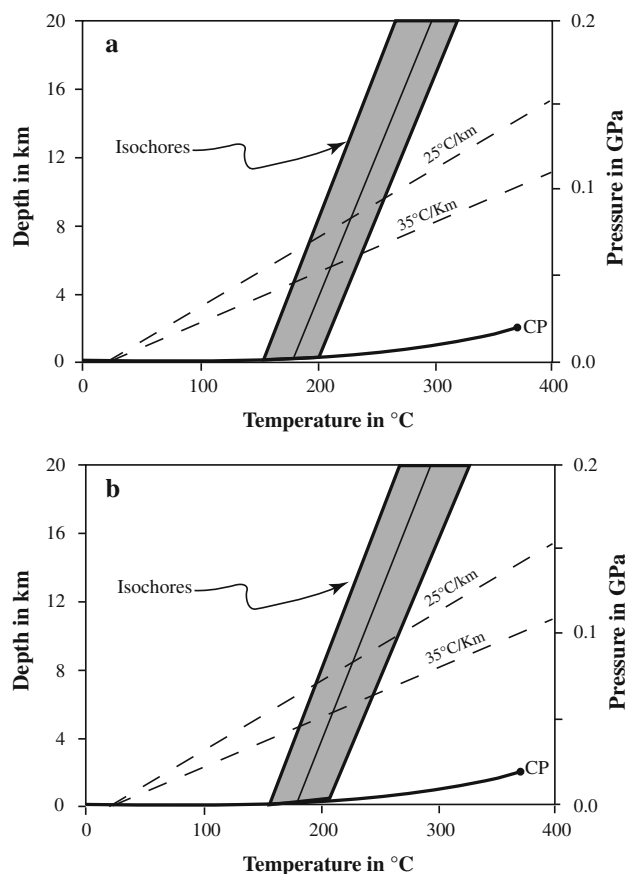 a
20
16
12
8
4
0
Depth in km
0.2
0.1
0.0
Pressure in GPa
Isochores
25°C/km
35°C/Km
CP
0
100
200
300
400
Temperature in °C
b
20
16
12
8
4
0
Depth in km
0.2
0.1
0.0
Pressure in GPa
Isochores
25°C/km
35°C/Km
CP
0
100
200
300
400
Temperature in °C